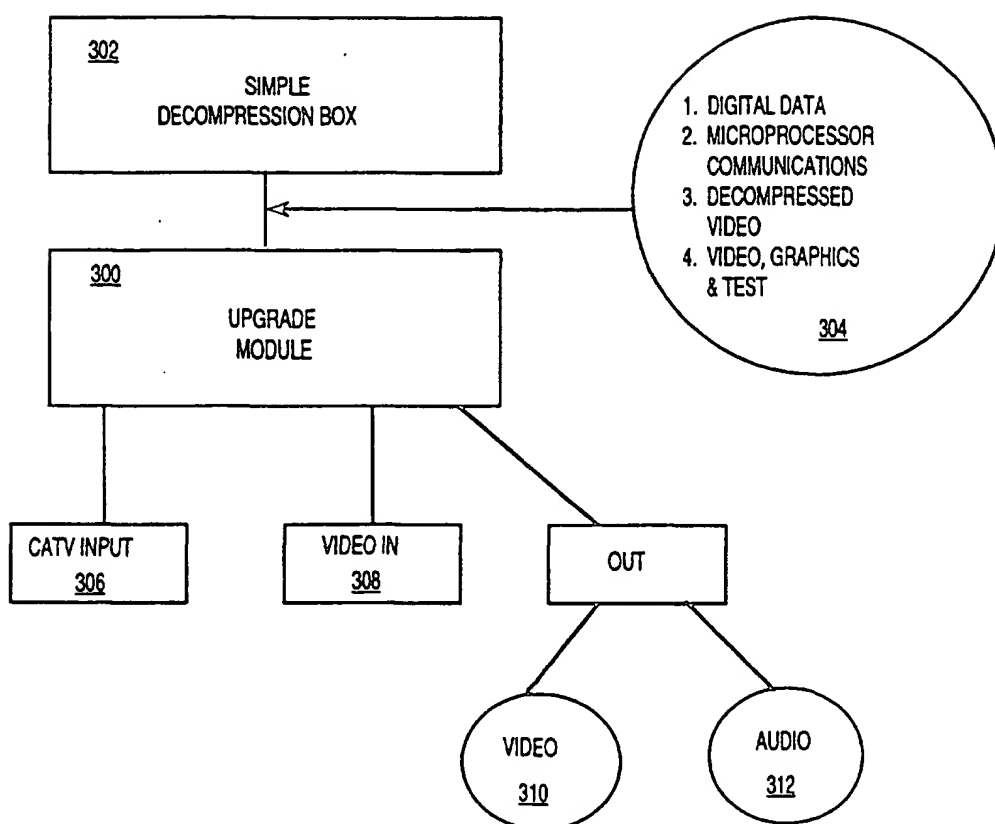 302
SIMPLE
DECOMPRESSION BOX
1. DIGITAL DATA
2. MICROPROCESSOR
COMMUNICATIONS
3. DECOMPRESSED
VIDEO
4. VIDEO, GRAPHICS
& TEST
304
300
UPGRADE
MODULE
CATV INPUT
306
VIDEO IN
308
OUT
VIDEO
310
AUDIO
312